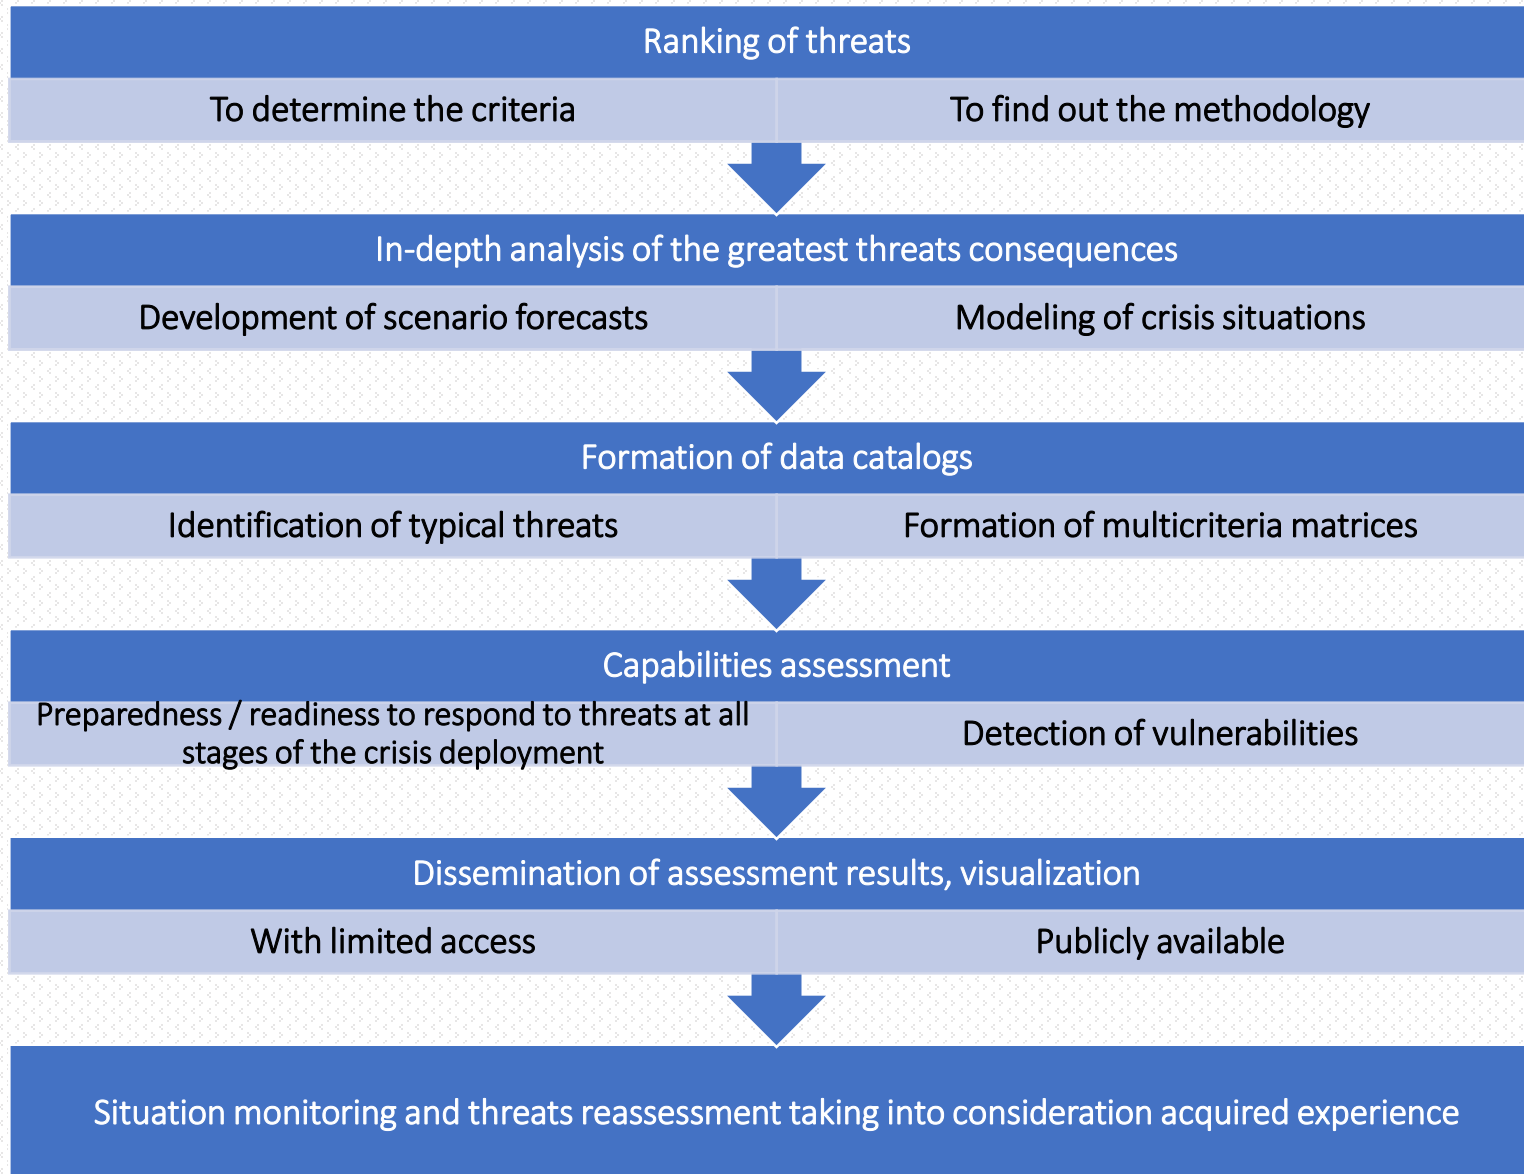 Ranking of threats
To determine the criteria
To find out the methodology
In-depth analysis of the greatest threats consequences
Development of scenario forecasts
Modeling of crisis situations
Formation of data catalogs
Identification of typical threats
Formation of multicriteria matrices
Capabilities assessment
Preparedness / readiness to respond to threats at all
stages of the crisis deployment
Detection of vulnerabilities
Dissemination of assessment results, visualization
With limited access
Publicly available
Situation monitoring and threats reassessment taking into consideration acquired experience